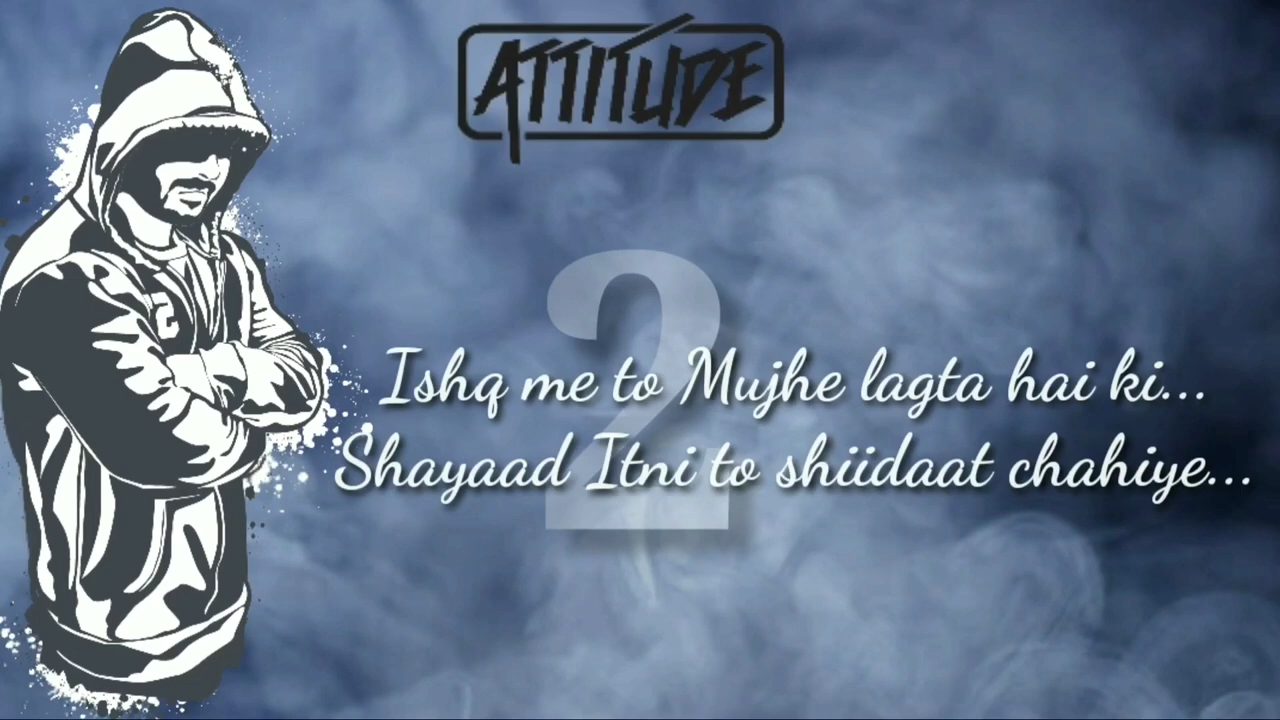 ATTITUDE
2
Ishq me to Mujhe lagta hai ki...
Shayaad Itni to shiidaat chahiye...